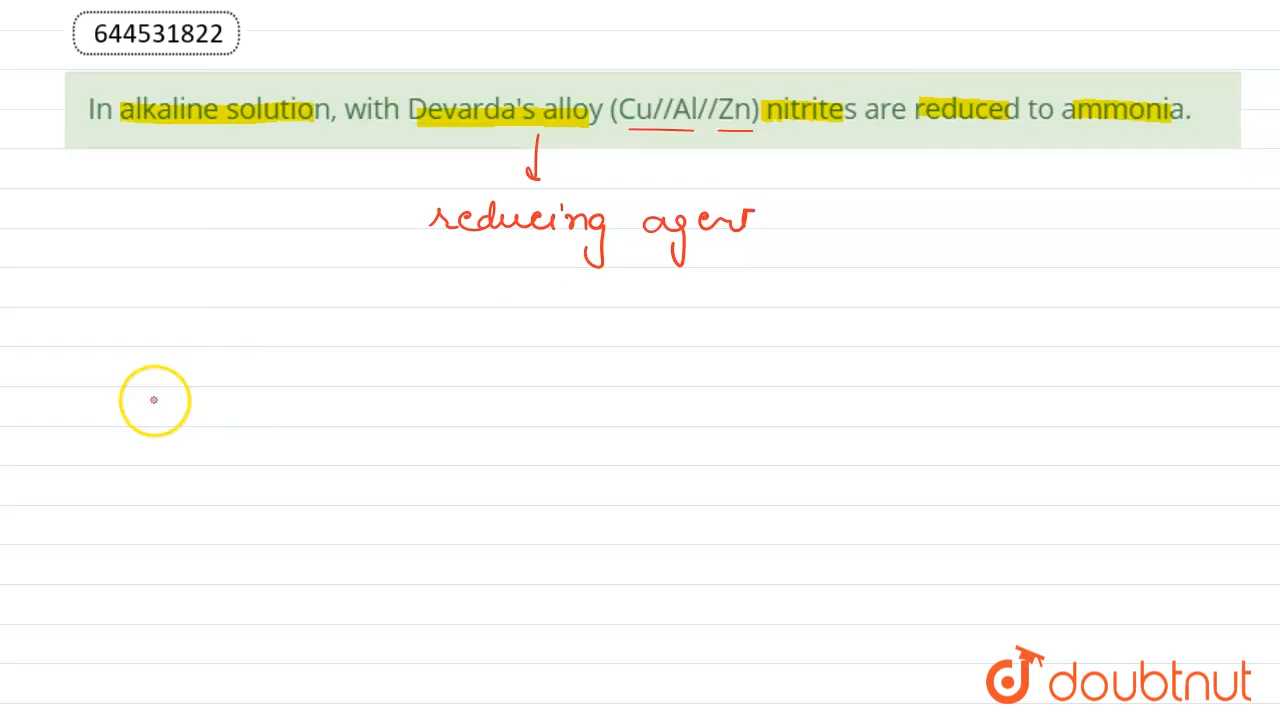 644531822
In alkaline solution, with Devarda's alloy (Cu//Al//Zn) nitrites are reduced to ammonia.
reducing agent
doubtnut